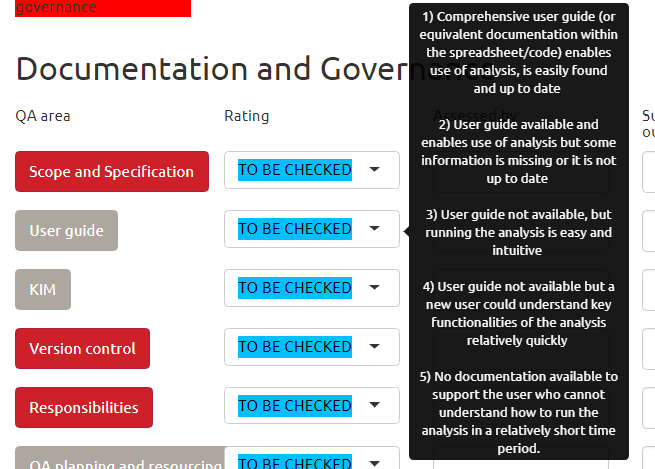 governance
Documentation and Governance
QA area
Rating
Assessed by
Scope and Specification
TO BE CHECKED
User guide
TO BE CHECKED
KIM
TO BE CHECKED
Version control
TO BE CHECKED
Responsibilities
TO BE CHECKED
QA planning and resourcing
TO BE CHECKED
1) Comprehensive user guide (or
equivalent documentation within
the spreadsheet/code) enables
use of analysis, is easily found
and up to date
2) User guide available and
enables use of analysis but some
information is missing or it is not
up to date
3) User guide not available, but
running the analysis is easy and
intuitive
4) User guide not available but a
new user could understand key
functionalities of the analysis
relatively quickly
5) No documentation available to
support the user who cannot
understand how to run the
analysis in a relatively short time
period.